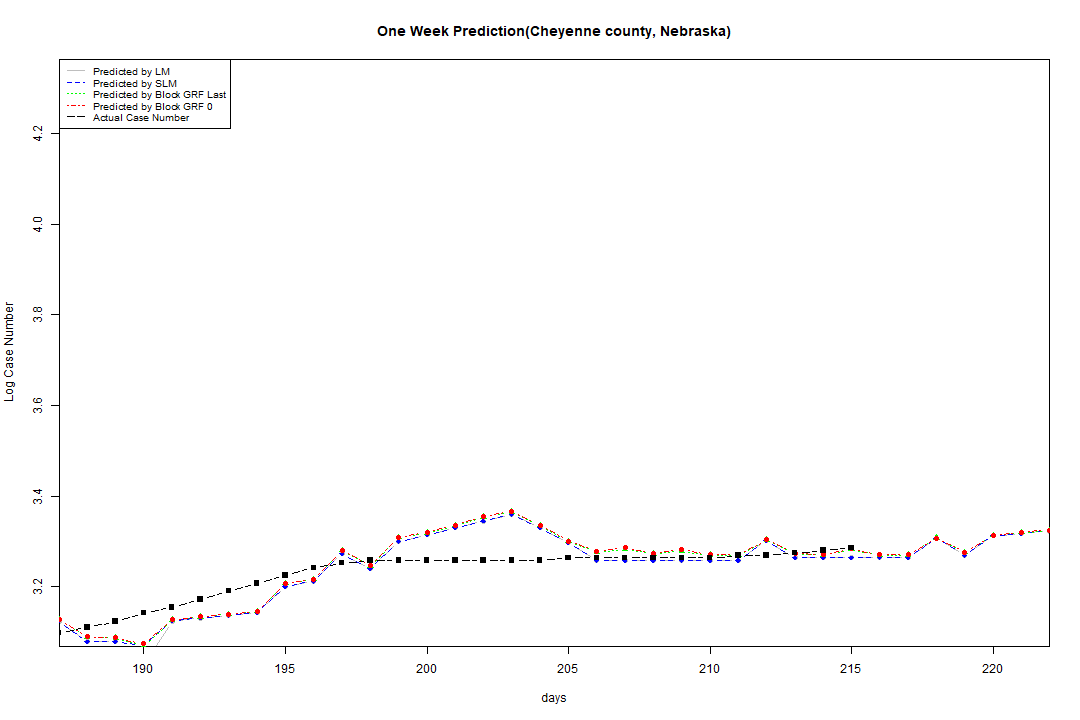 One Week Prediction(Cheyenne county, Nebraska)
Predicted by LM
Predicted by SLM
Predicted by Block GRF Last
Predicted by Block GRF 0
Actual Case Number
4.2
4.0
3.8
3.6
3.4
3.2
Log Case Number
190 195 200 205 210 215 220
days